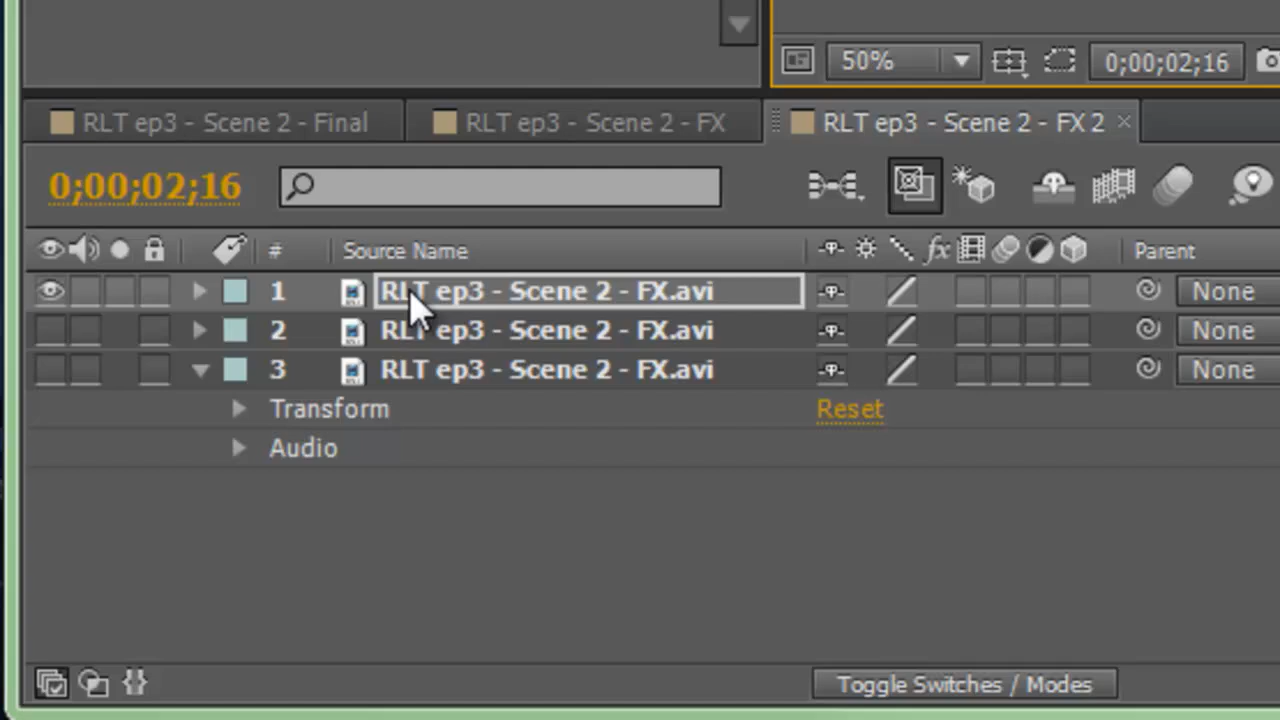 50% 0;00;02;16
RLT ep3 - Scene 2 - Final RLT ep3 - Scene 2 - FX RLT ep3 - Scene 2 - FX 2
0;00;02;16
# Source Name fx Parent
1 RLT ep3 - Scene 2 - FX.avi None
2 RLT ep3 - Scene 2 - FX.avi None
3 RLT ep3 - Scene 2 - FX.avi None
Transform Reset
Audio
Toggle Switches / Modes